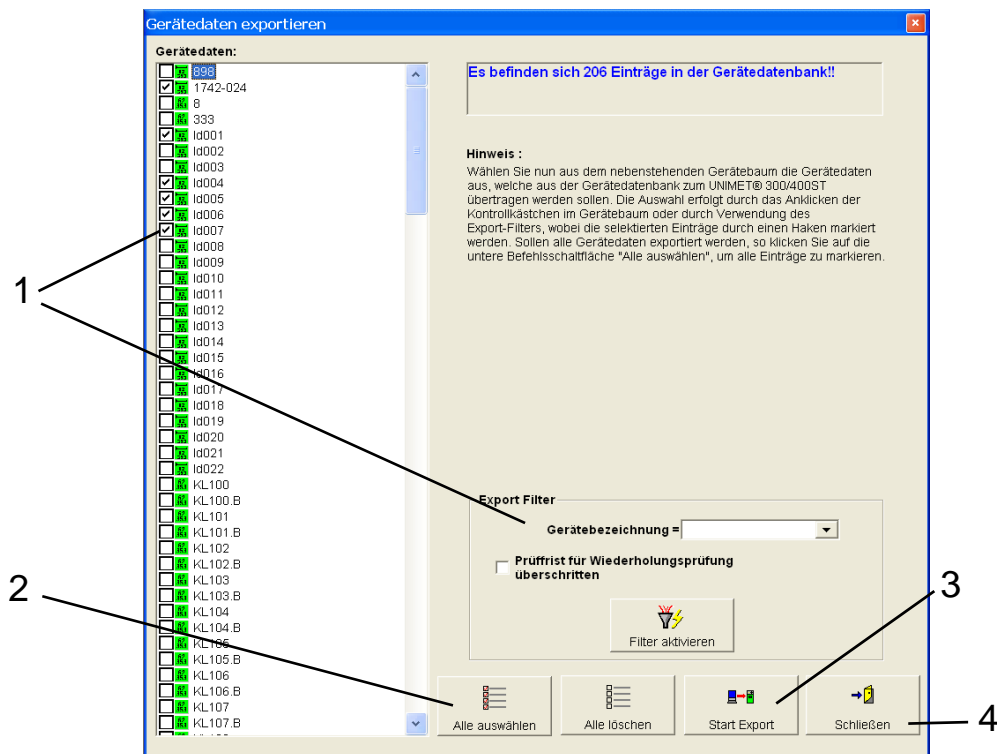 Gerätedaten exportieren
Gerätedaten:
898
1742-024
8
333
Id001
Id002
Id003
Id004
Id005
Id006
Id007
Id008
Id009
Id010
Id011
Id012
Id013
Id014
Id015
Id016
Id017
Id018
Id019
Id020
Id021
Id022
KL100
KL100.B
KL101
KL101.B
KL102
KL102.B
KL103
KL103.B
KL104
KL104.B
KL105
KL105.B
KL106
KL106.B
KL107
KL107.B
Es befinden sich 206 Einträge in der Gerätedatenbank!!
Hinweis :
Wählen Sie nun aus dem nebenstehenden Gerätebaum die Gerätedaten
aus, welche aus der Gerätedatenbank zum UNIMET® 300/400ST
übertragen werden sollen. Die Auswahl erfolgt durch das Anklicken der
Kontrollkästchen im Gerätebaum oder durch Verwendung des
Export-Filters, wobei die selektierten Einträge durch einen Haken markiert
werden. Sollen alle Gerätedaten exportiert werden, so klicken Sie auf die
untere Befehlsschaltfläche "Alle auswählen", um alle Einträge zu markieren.
Export Filter
Gerätebezeichnung =
Prüffrist für Wiederholungsprüfung
überschritten
Filter aktivieren
Alle auswählen
Alle löschen
Start Export
Schließen
1
2
3
4